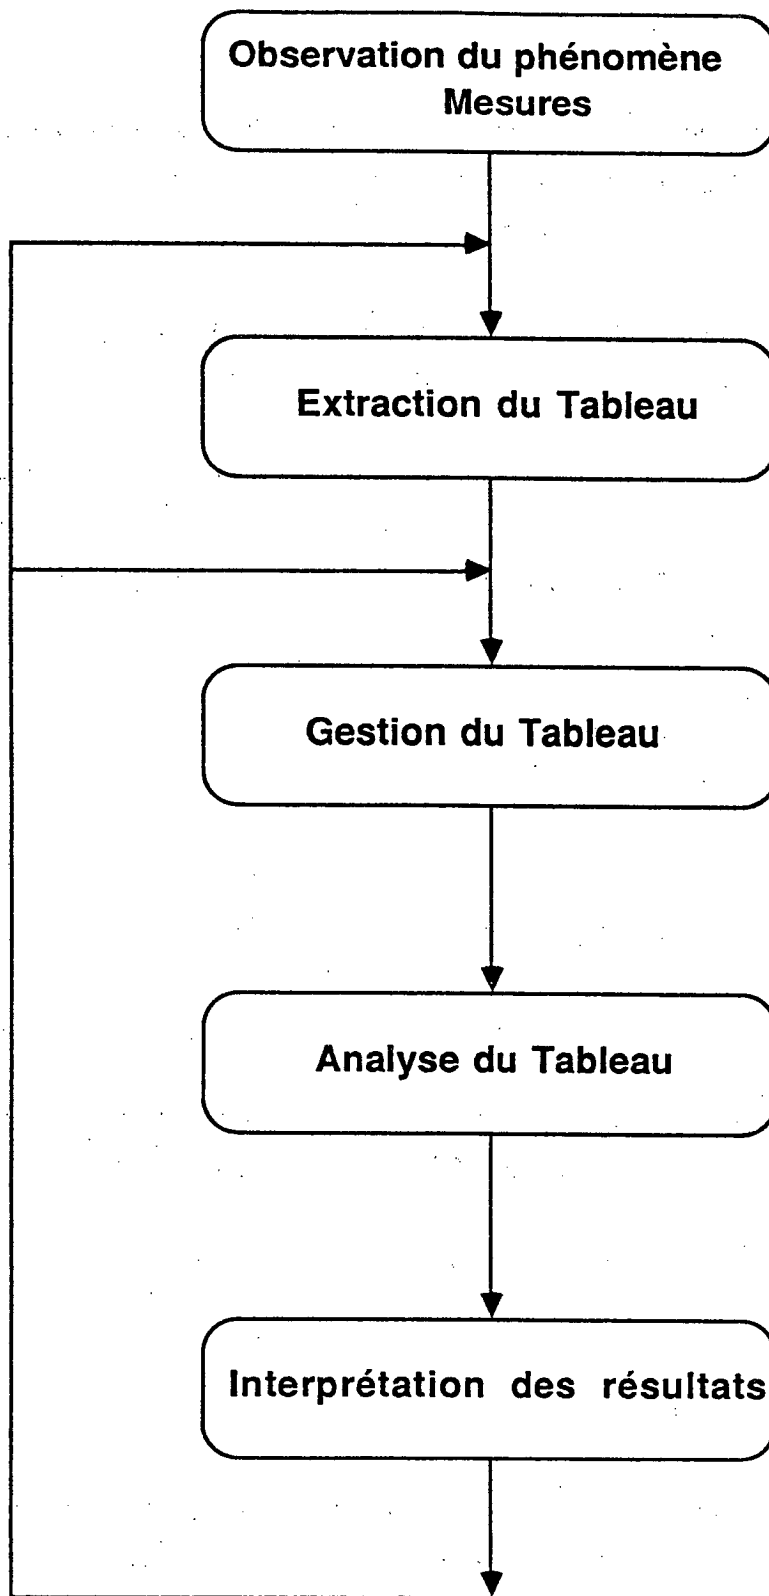 Observation du phénomène
Mesures
Extraction du Tableau
Gestion du Tableau
Analyse du Tableau
Interprétation des résultats